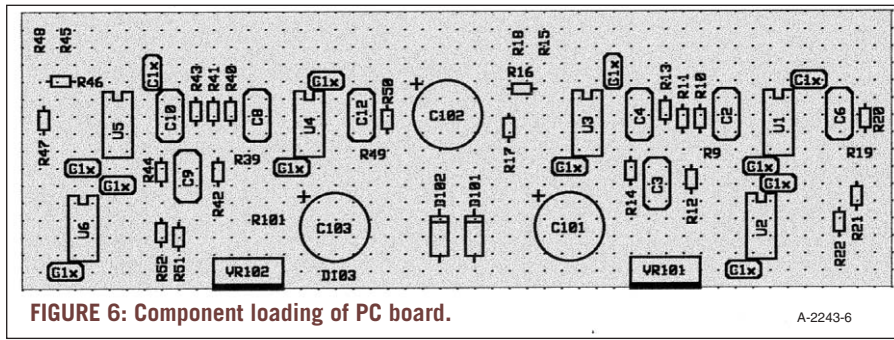 R48 R45 R18 R15
G1x G1x G1x G1x
R46 R43 R41 R40 R50 R16 R13 R11 R10
R47 U5 C10 C8 U4 C12 C102 U3 C4 C2 U1 C6 R20
R17
R39 R49 R9 R19
G1x R44 C9 G1x R42 G1x R14 C3 R12 G1x
G1x G1x
U6 R101 C103 D102 D101 C101 U2 R22 R21
R52 R51
G1x VR102 DI03 VR101 G1x
FIGURE 6: Component loading of PC board.
A-2243-6